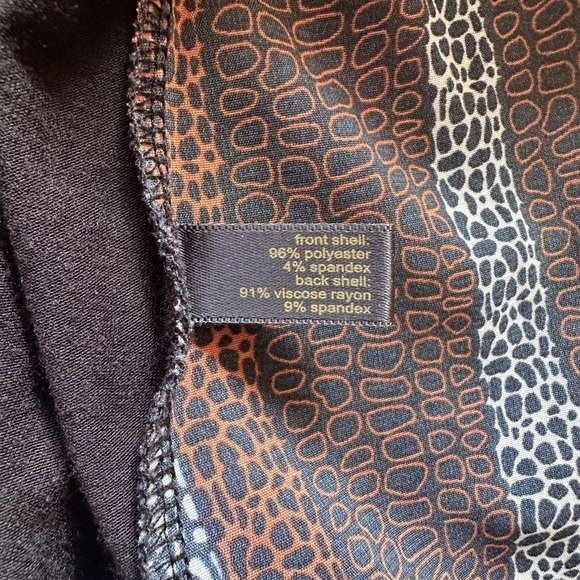 front shell:
96% polyester
4% spandex
back shell:
91% viscose rayon
9% spandex